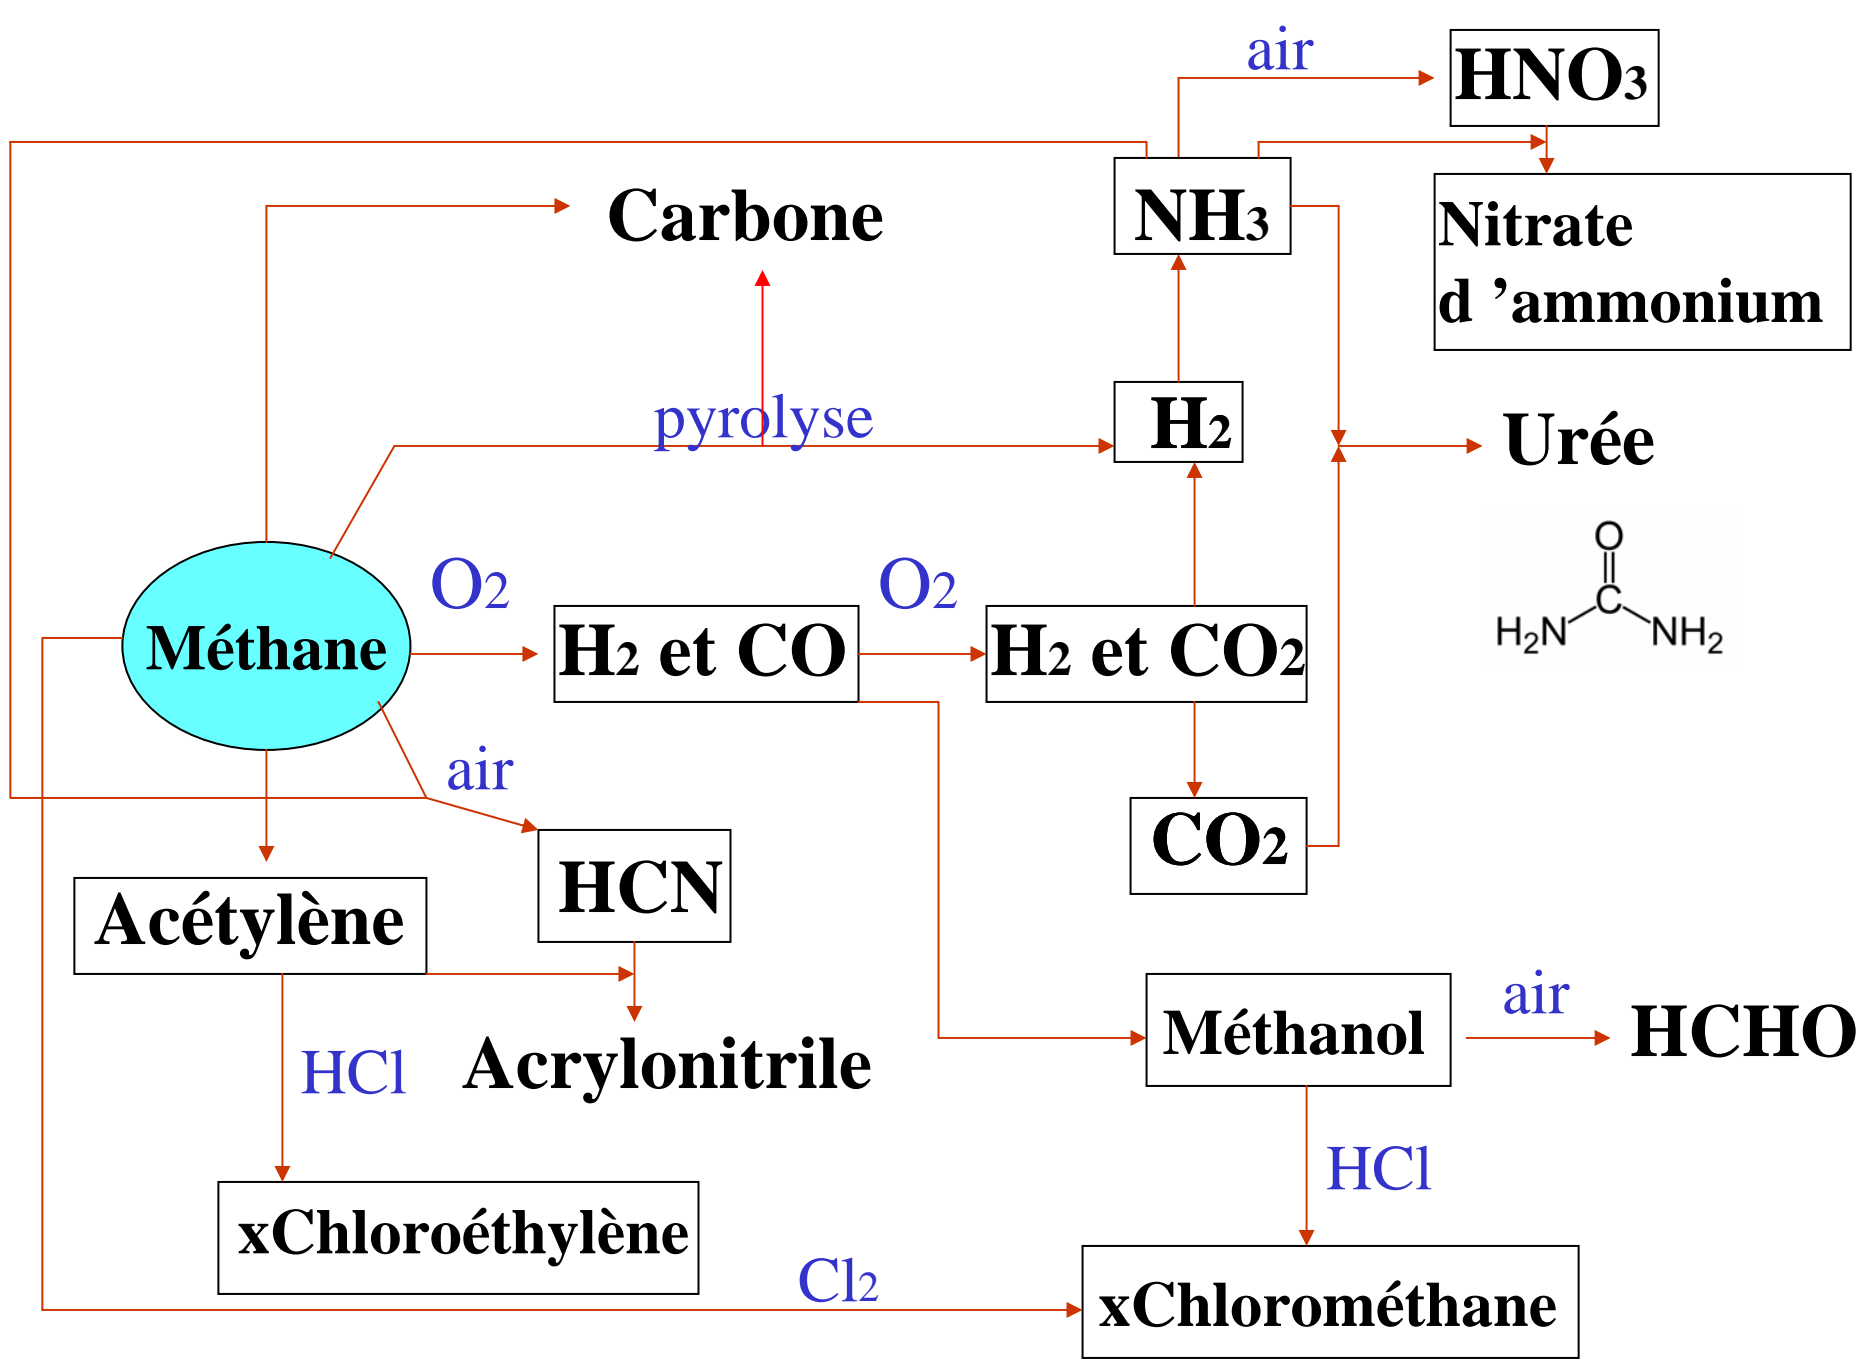 air
HNO3
Carbone
NH3
Nitrate
d ’ammonium
pyrolyse
H2
Urée
O
C
H2N
NH2
Méthane
O2
H2 et CO
O2
H2 et CO2
air
CO2
HCN
Acétylène
Acrylonitrile
HCl
Méthanol
air
HCHO
HCl
xChloroéthylène
Cl2
xChlorométhane